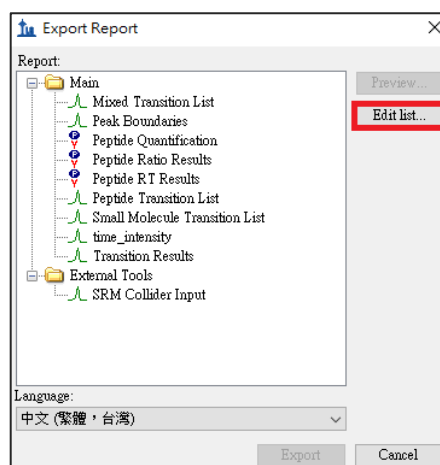 Export Report
Report:
Main
Mixed Transition List
Peak Boundaries
Peptide Quantification
Peptide Ratio Results
Peptide RT Results
Peptide Transition List
Small Molecule Transition List
time_intensity
Transition Results
External Tools
SRM Collider Input
Preview...
Edit list...
Language:
中文 (繁體，台灣)
Export
Cancel